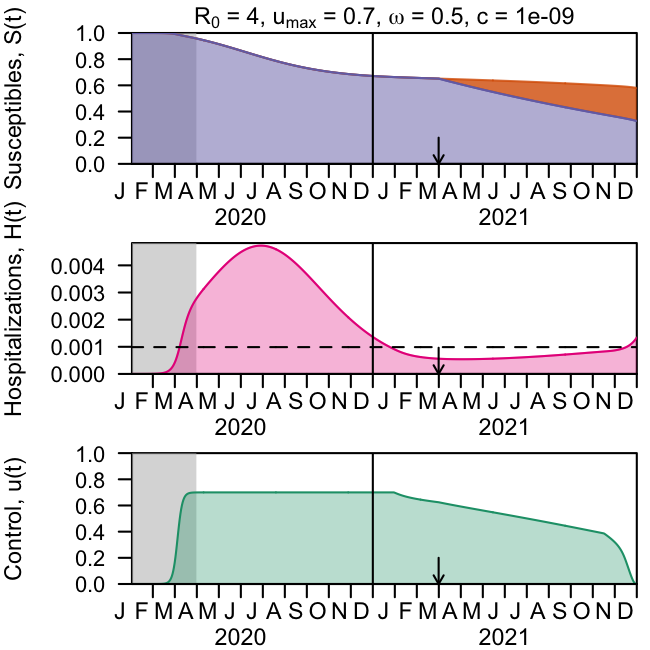 R₀ = 4, uₘₐₓ = 0.7, ω = 0.5, c = 1e-09
Susceptibles, S(t)
1.0
0.8
0.6
0.4
0.2
0.0
J F M A M J J A S O N D J F M A M J J A S O N D
2020 2021
Hospitalizations, H(t)
0.004
0.003
0.002
0.001
0.000
J F M A M J J A S O N D J F M A M J J A S O N D
2020 2021
Control, u(t)
1.0
0.8
0.6
0.4
0.2
0.0
J F M A M J J A S O N D J F M A M J J A S O N D
2020 2021